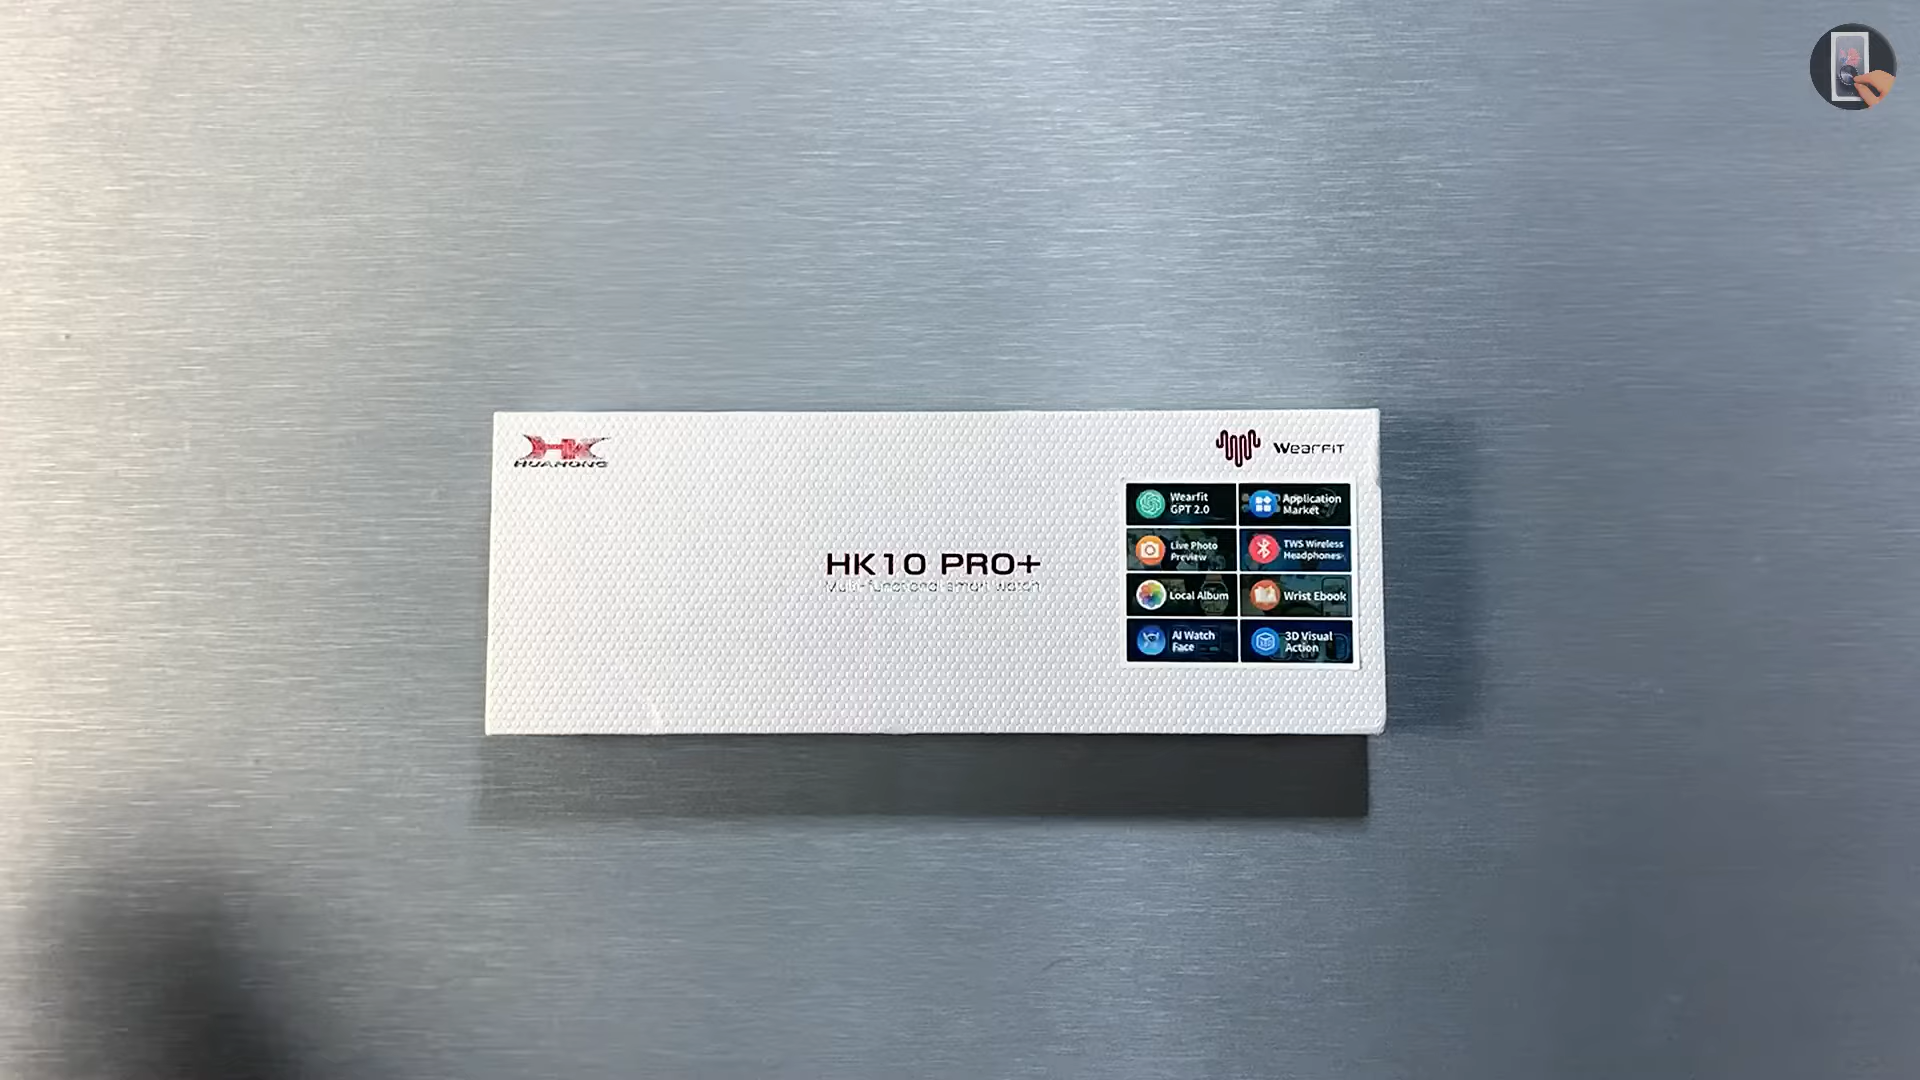 HK
HUAHONG
WearFit
HK10 PRO+
Multi-functional smart watch
Wearfit
GPT 2.0
Application
Market
Live Photo
Preview
TWS Wireless
Headphones
Local Album
Wrist Ebook
AI Watch
Face
3D Visual
Action